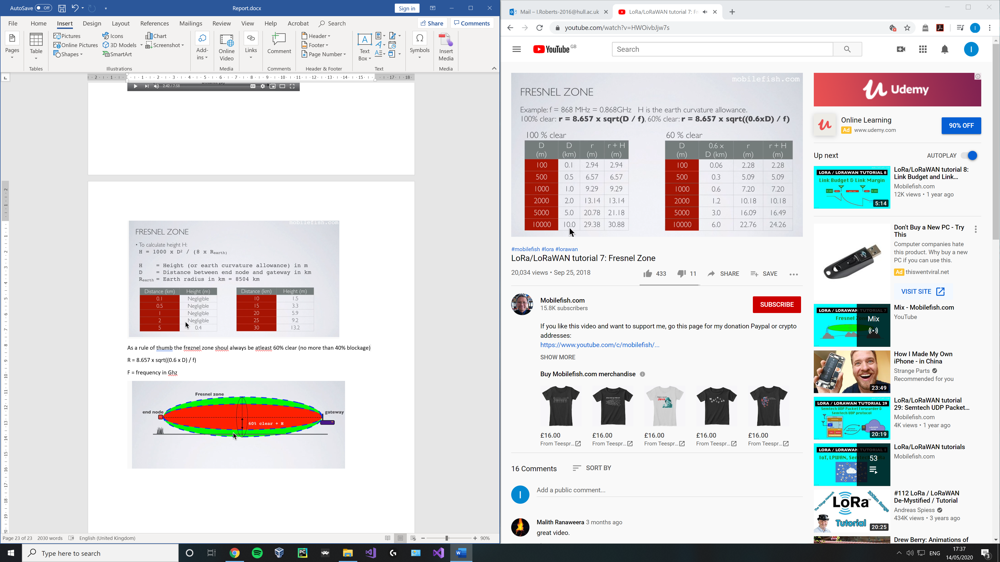 AutoSave Off
Report.docx
Sign in
File Home Insert Design Layout References Mailings Review View Help Acrobat Search
Share Comments
Pages
Table
Tables
Pictures
Online Pictures
Shapes
Icons
3D Models
SmartArt
Chart
Screenshot
Illustrations
Add-ins
Online Video
Media
Links
Comment
Comments
Header
Footer
Page Number
Header & Footer
Text Box
Text
Symbols
Insert Media
Media
2:42 / 7:58
mobilefish.com
FRESNEL ZONE
• To calculate height H:
H = 1000 x D² / (8 x Rearth)
H = Height (or earth curvature allowance) in m
D = Distance between end node and gateway in km
Rearth = Earth radius in km = 8504 km
Distance (km) Height (m)
0.1 Negligible
0.5 Negligible
1 Negligible
2 Negligible
5 0.4
Distance (km) Height (m)
10 1.5
15 3.3
20 5.9
25 9.2
30 13.2
As a rule of thumb the freznel zone shoul always be atleast 60% clear (no more than 40% blockage)
R = 8.657 x sqrt((0.6 x D) / f)
F = frequency in Ghz
Fresnel zone
end node
gateway
60% clear + H
Page 23 of 23 2030 words English (United Kingdom)
90%
Mail – I.Roberts-2016@hull.ac.uk
LoRa/LoRaWAN tutorial 7: Fr
youtube.com/watch?v=HWOivbJjw7s
YouTube GB
Search
mobilefish.com
FRESNEL ZONE
Example: f = 868 MHz = 0.868GHz H is the earth curvature allowance.
100% clear: r = 8.657 x sqrt(D / f), 60% clear: r = 8.657 x sqrt((0.6xD) / f)
100 % clear
D (m) D (km) r (m) r + H (m)
100 0.1 2.94 2.94
500 0.5 6.57 6.57
1000 1.0 9.29 9.29
2000 2.0 13.14 13.14
5000 5.0 20.78 21.18
10000 10.0 29.38 30.88
60 % clear
D (m) 0.6 x D (km) r (m) r + H (m)
100 0.06 2.28 2.28
500 0.3 5.09 5.09
1000 0.6 7.20 7.20
2000 1.2 10.18 10.18
5000 3.0 16.09 16.49
10000 6.0 22.76 24.26
#mobilefish #lora #lorawan
LoRa/LoRaWAN tutorial 7: Fresnel Zone
20,034 views • Sep 25, 2018
433 11 SHARE SAVE
Mobilefish.com
15.8K subscribers
SUBSCRIBE
If you like this video and want to support me, go this page for my donation Paypal or crypto
addresses:
https://www.youtube.com/c/mobilefish/...
SHOW MORE
Buy Mobilefish.com merchandise
£16.00 £16.00 £16.00 £16.00 £16.00
From Teespr... From Teespr... From Teespr... From Teespr... From Teespr...
16 Comments SORT BY
Add a public comment...
Malith Ranaweera 3 months ago
great video.
Udemy
Online Learning
Ad www.udemy.com
90% OFF
Up next
AUTOPLAY
LORA / LORAWAN TUTORIAL 8
Link Budget & Link Margin
5:14
LoRa/LoRaWAN tutorial 8:
Link Budget and Link...
Mobilefish.com
12K views • 1 year ago
Don't Buy a New PC - Try
This
Computer companies hate
this product. Why buy a new
PC if you can use this.
Ad thiswentviral.net
VISIT SITE
LORA / LORAWAN TUTORIAL 7
Mix
Mix - Mobilefish.com
YouTube
23:49
How I Made My Own
iPhone - in China
Strange Parts
Recommended for you
LORA / LORAWAN TUTORIAL 29
Semtech UDP Packet Forwarder &
Semtech UDP protocol
20:19
LoRa/LoRaWAN tutorial
29: Semtech UDP Packet...
Mobilefish.com
4K views • 1 year ago
LORA / LORAWAN TUTORIAL 1
53
LoRa/LoRaWAN tutorials
Mobilefish.com
The Things Network
500km Range
LoRa
Tutorial
20:25
#112 LoRa / LoRaWAN
De-Mystified / Tutorial
Andreas Spiess
434K views • 3 years ago
Drew Berry: Animations of
Type here to search
ENG
17:37
14/05/2020
3